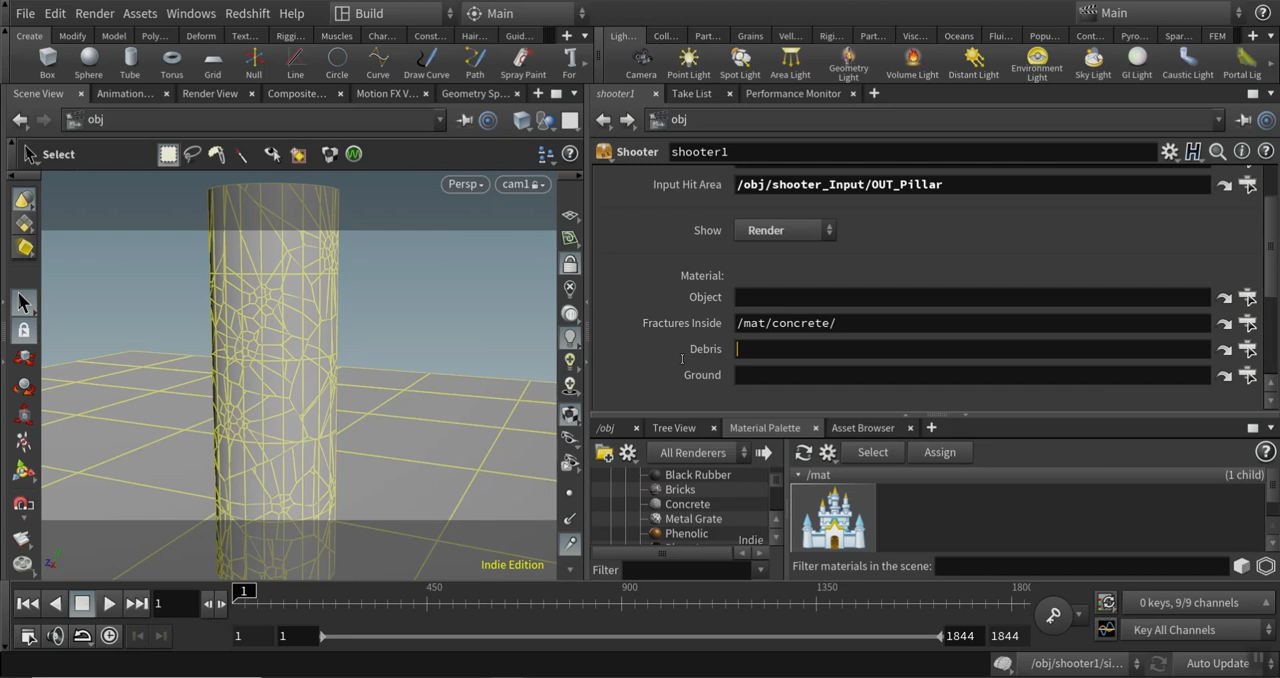 File Edit Render Assets Windows Redshift Help Build Main Main
Create Modify Model Poly... Deform Text... Riggi... Muscles Char... Const... Hair... Guid... Ligh... Coll... Part... Grains Vell... Rigi... Part... Visc... Oceans Flui... Popu... Cont... Pyro... Spar... FEM
Box Sphere Tube Torus Grid Null Line Circle Curve Draw Curve Path Spray Paint For Camera Point Light Spot Light Area Light Geometry Light Volume Light Distant Light Environment Light Sky Light GI Light Caustic Light Portal Lig
Scene View Animation... Render View Composite... Motion FX V... Geometry Sp... shooter1 Take List Performance Monitor
obj obj
Select Shooter shooter1
Persp cam1
Input Hit Area /obj/shooter_Input/OUT_Pillar
Show Render
Material:
Object
Fractures Inside /mat/concrete/
Debris
Ground
/obj Tree View Material Palette Asset Browser
All Renderers Select Assign
Black Rubber
Bricks
Concrete
Metal Grate
Phenolic
Indie
/mat (1 child)
Filter Filter materials in the scene:
Indie Edition
1 1 450 900 1350 1800
0 keys, 9/9 channels
1 1 1844 1844 Key All Channels
/obj/shooter1/si... Auto Update